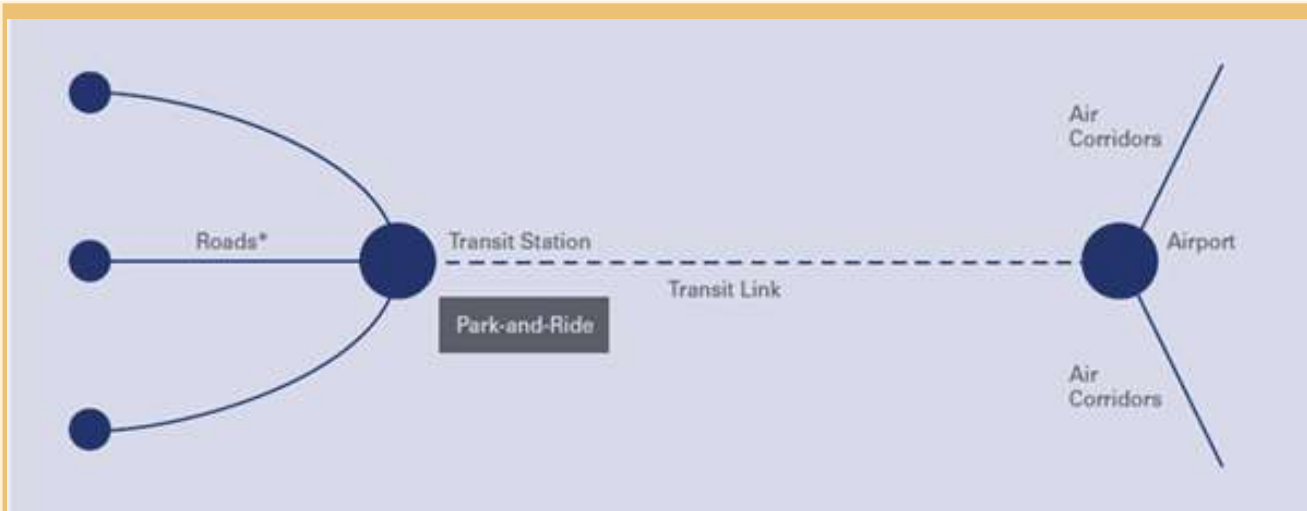 Air
Corridors
Roads*
Transit Station
Airport
Transit Link
Park-and-Ride
Air
Corridors